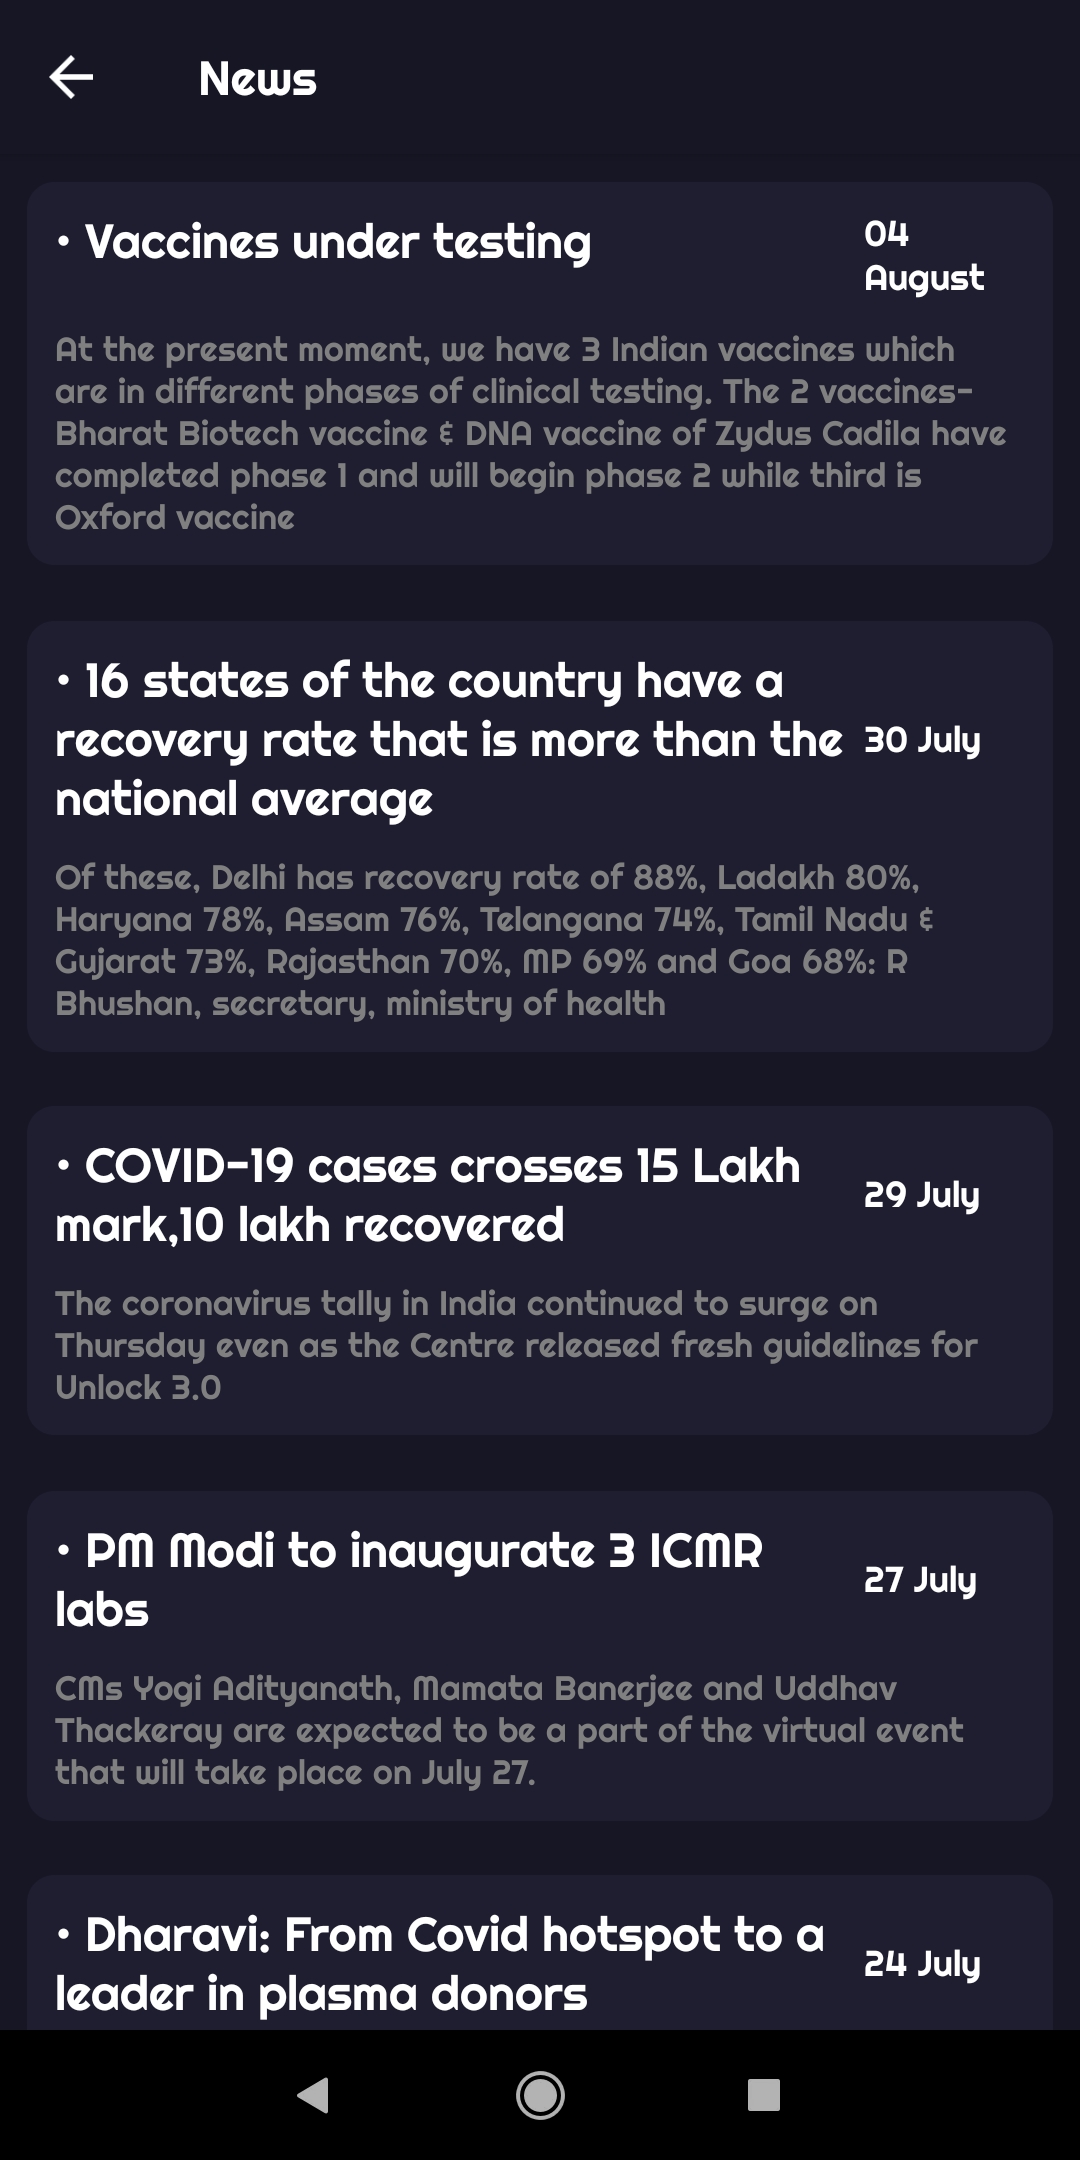 News
• Vaccines under testing
04
August
At the present moment, we have 3 Indian vaccines which
are in different phases of clinical testing. The 2 vaccines-
Bharat Biotech vaccine & DNA vaccine of Zydus Cadila have
completed phase 1 and will begin phase 2 while third is
Oxford vaccine
• 16 states of the country have a
recovery rate that is more than the
national average
30 July
Of these, Delhi has recovery rate of 88%, Ladakh 80%,
Haryana 78%, Assam 76%, Telangana 74%, Tamil Nadu &
Gujarat 73%, Rajasthan 70%, MP 69% and Goa 68%: R
Bhushan, secretary, ministry of health
• COVID-19 cases crosses 15 Lakh
mark,10 lakh recovered
29 July
The coronavirus tally in India continued to surge on
Thursday even as the Centre released fresh guidelines for
Unlock 3.0
• PM Modi to inaugurate 3 ICMR
labs
27 July
CMs Yogi Adityanath, Mamata Banerjee and Uddhav
Thackeray are expected to be a part of the virtual event
that will take place on July 27.
• Dharavi: From Covid hotspot to a
leader in plasma donors
24 July